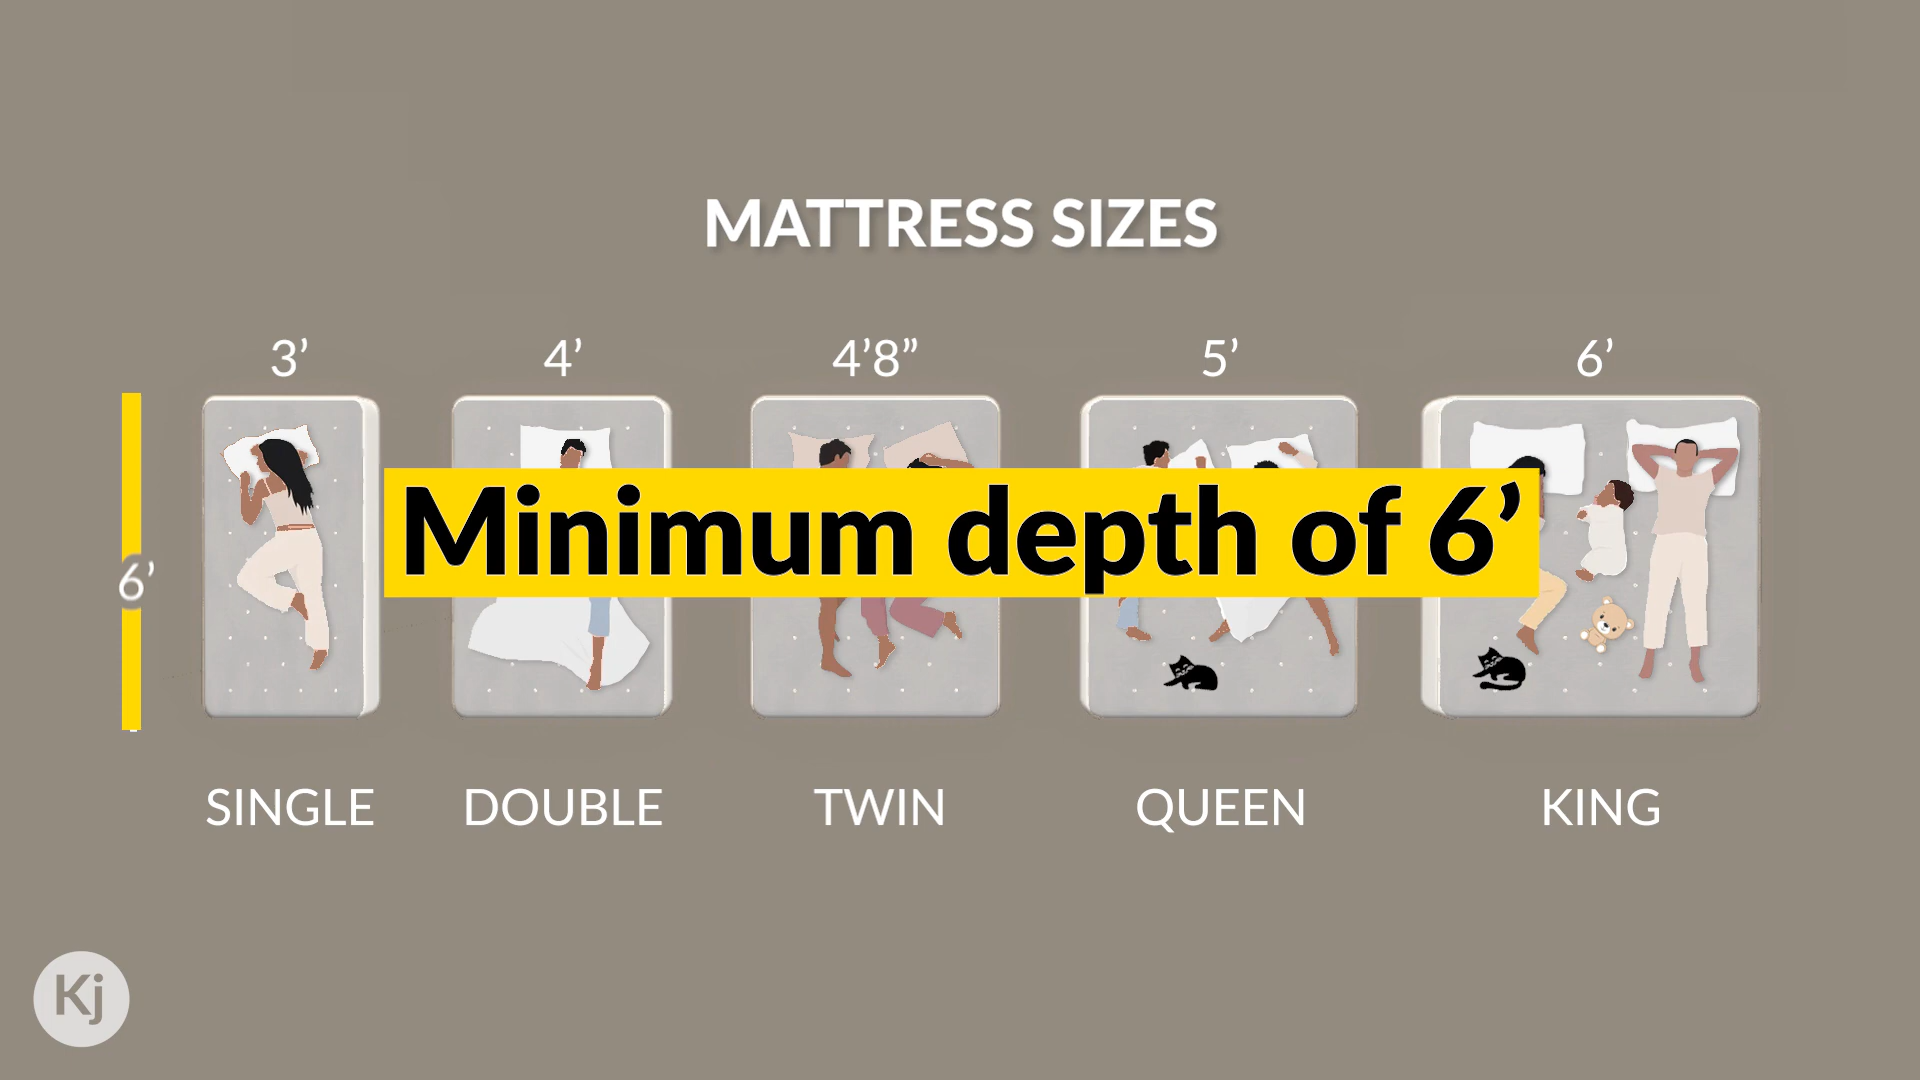 MATTRESS SIZES
3’ 4’ 4’8” 5’ 6’
Minimum depth of 6’
6’
SINGLE DOUBLE TWIN QUEEN KING
Kj